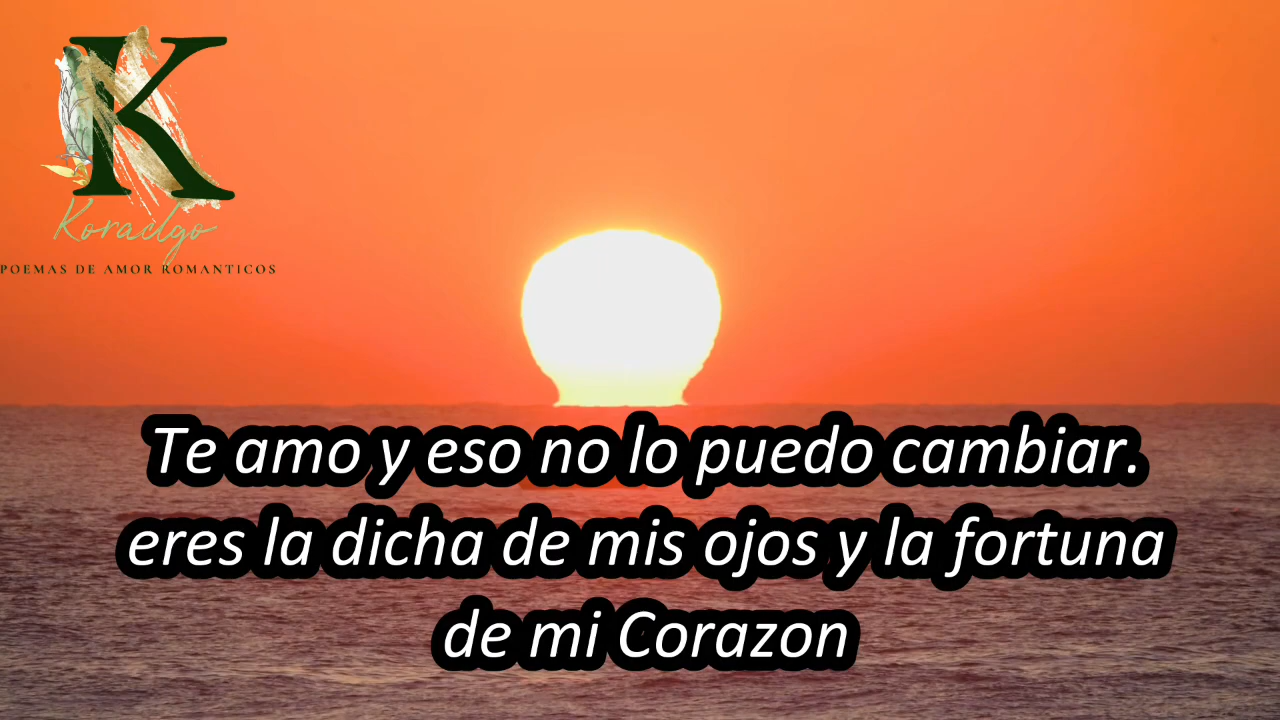 K
Koraclgo
POEMAS DE AMOR ROMANTICOS
Te amo y eso no lo puedo cambiar.
eres la dicha de mis ojos y la fortuna
de mi Corazon